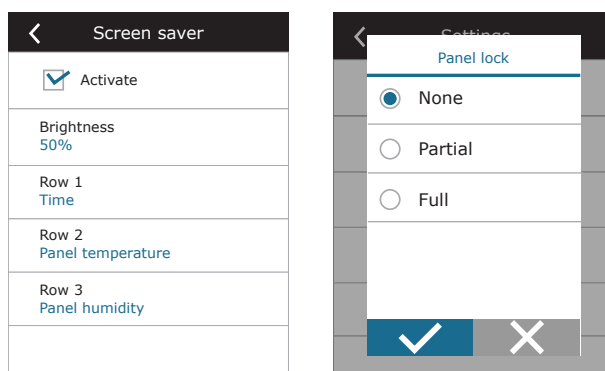 Screen saver
Activate
Brightness
50%
Row 1
Time
Row 2
Panel temperature
Row 3
Panel humidity
Settings
Panel lock
None
Partial
Full